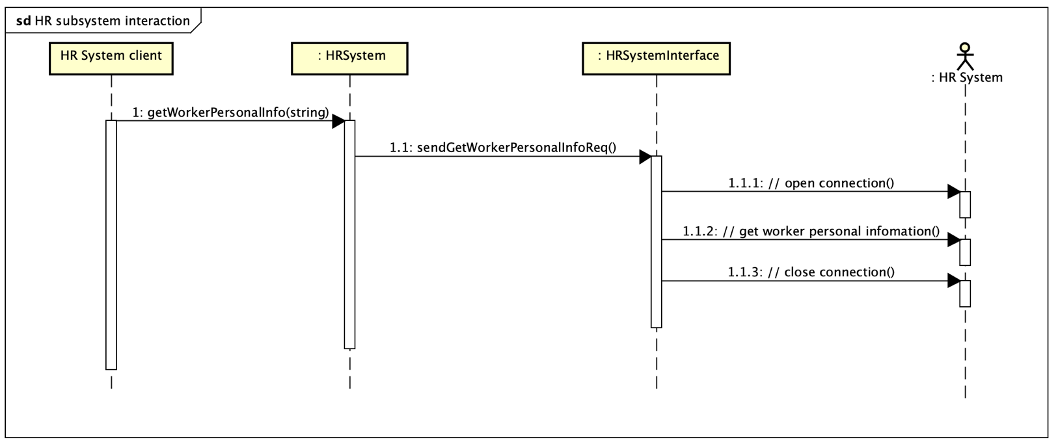 sd HR subsystem interaction
HR System client
: HRSystem
: HRSystemInterface
: HR System
1: getWorkerPersonalInfo(string)
1.1: sendGetWorkerPersonalInfoReq()
1.1.1: // open connection()
1.1.2: // get worker personal infomation()
1.1.3: // close connection()